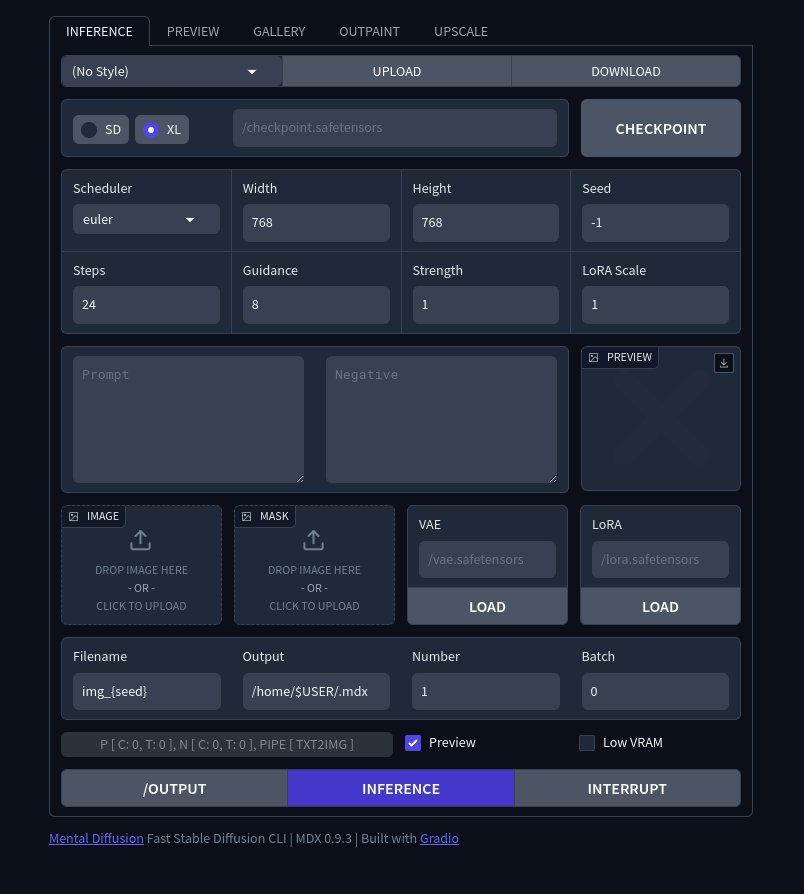 INFERENCE PREVIEW GALLERY OUTPAINT UPSCALE
(No Style) UPLOAD DOWNLOAD
SD XL /checkpoint.safetensors CHECKPOINT
Scheduler Width Height Seed
euler 768 768 -1
Steps Guidance Strength LoRA Scale
24 8 1 1
Prompt Negative PREVIEW
IMAGE MASK VAE LoRA
DROP IMAGE HERE DROP IMAGE HERE /vae.safetensors /lora.safetensors
- OR - - OR -
CLICK TO UPLOAD CLICK TO UPLOAD LOAD LOAD
Filename Output Number Batch
img_{seed} /home/$USER/.mdx 1 0
P [ C: 0, T: 0 ], N [ C: 0, T: 0 ], PIPE [ TXT2IMG ] Preview Low VRAM
/OUTPUT INFERENCE INTERRUPT
Mental Diffusion Fast Stable Diffusion CLI | MDX 0.9.3 | Built with Gradio